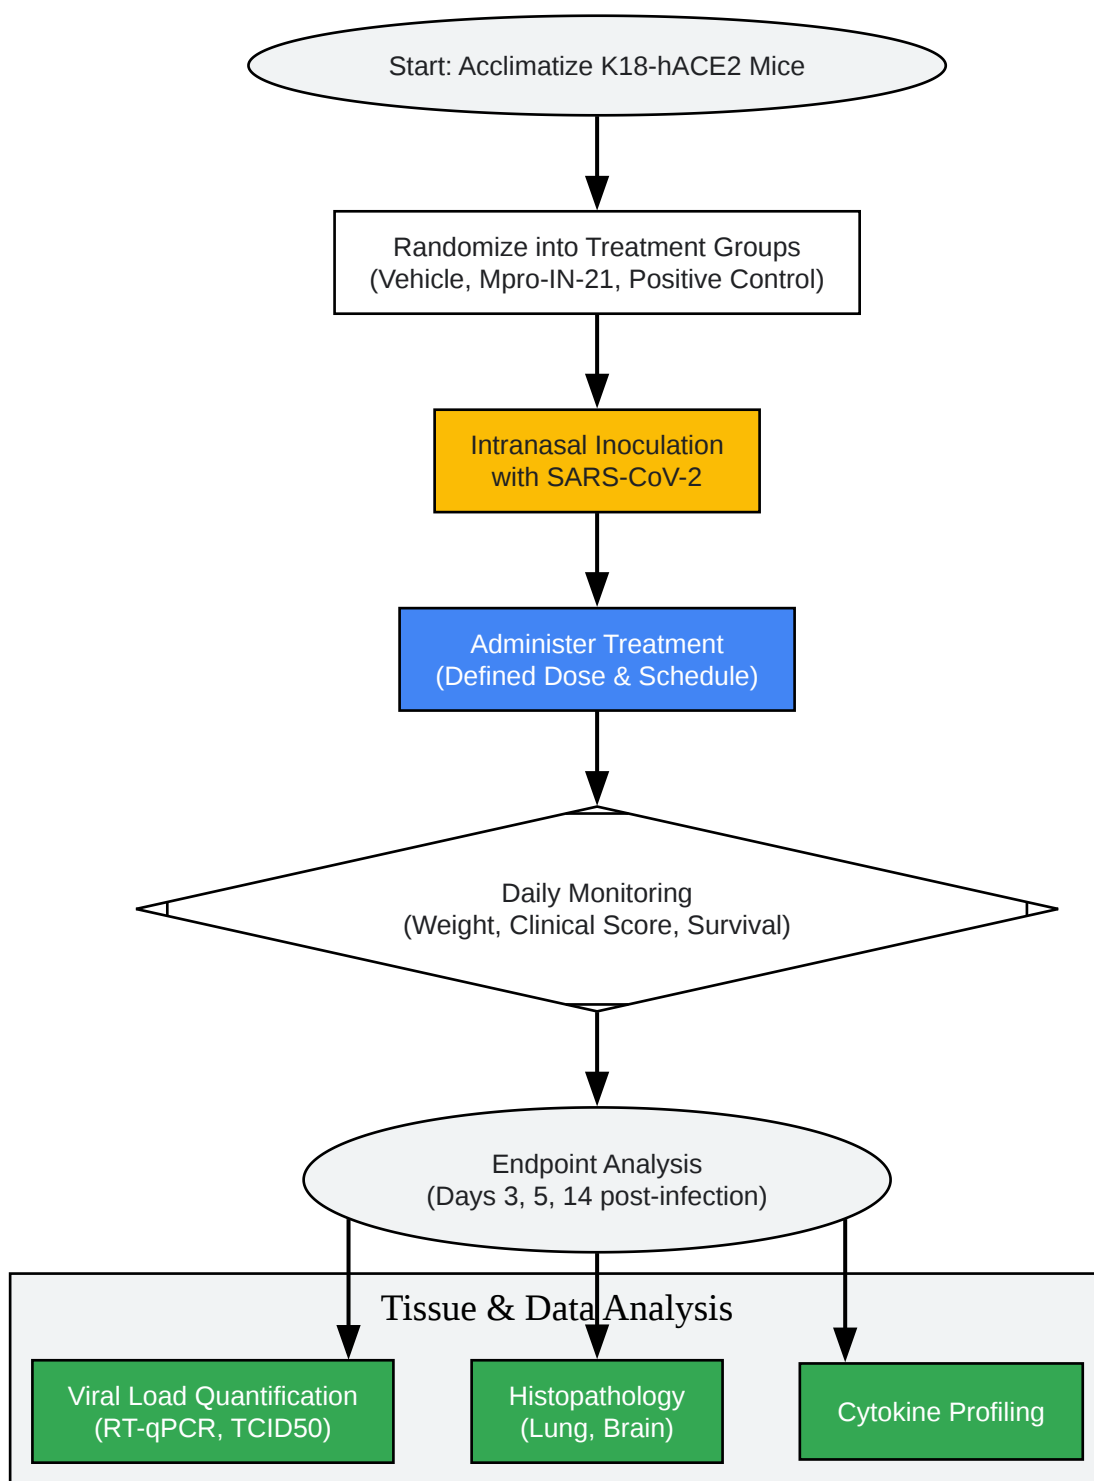 Start: Acclimatize K18-hACE2 Mice
Randomize into Treatment Groups
(Vehicle, Mpro-IN-21, Positive Control)
Intranasal Inoculation
with SARS-CoV-2
Administer Treatment
(Defined Dose & Schedule)
Daily Monitoring
(Weight, Clinical Score, Survival)
Endpoint Analysis
(Days 3, 5, 14 post-infection)
Tissue & Data Analysis
Viral Load Quantification
(RT-qPCR, TCID50)
Histopathology
(Lung, Brain)
Cytokine Profiling